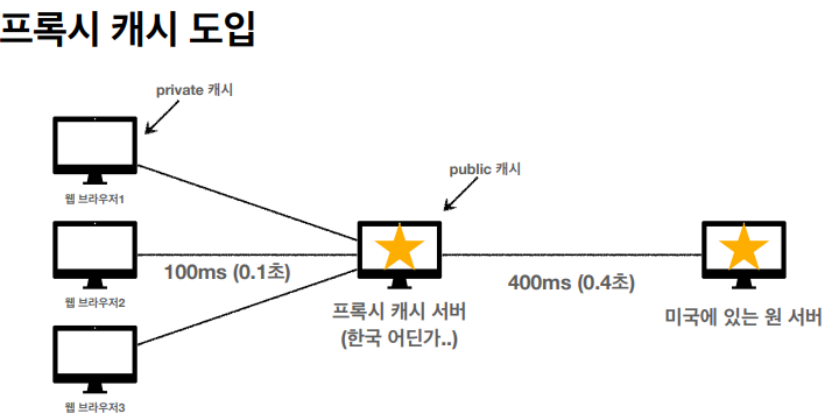 프록시 캐시 도입
private 캐시
public 캐시
웹 브라우저1
100ms (0.1초)
400ms (0.4초)
웹 브라우저2
프록시 캐시 서버
(한국 어딘가..)
미국에 있는 원 서버
웹 브라우저3